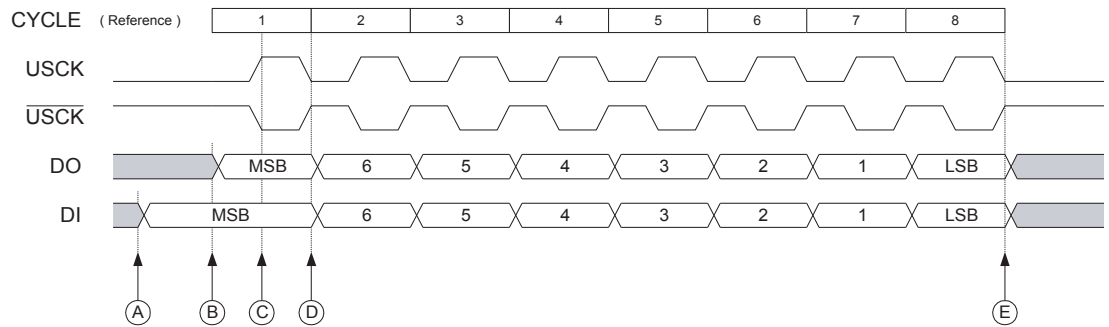 CYCLE ( Reference ) 1 2 3 4 5 6 7 8
USCK
USCK
DO MSB 6 5 4 3 2 1 LSB
DI MSB 6 5 4 3 2 1 LSB
A B C D E